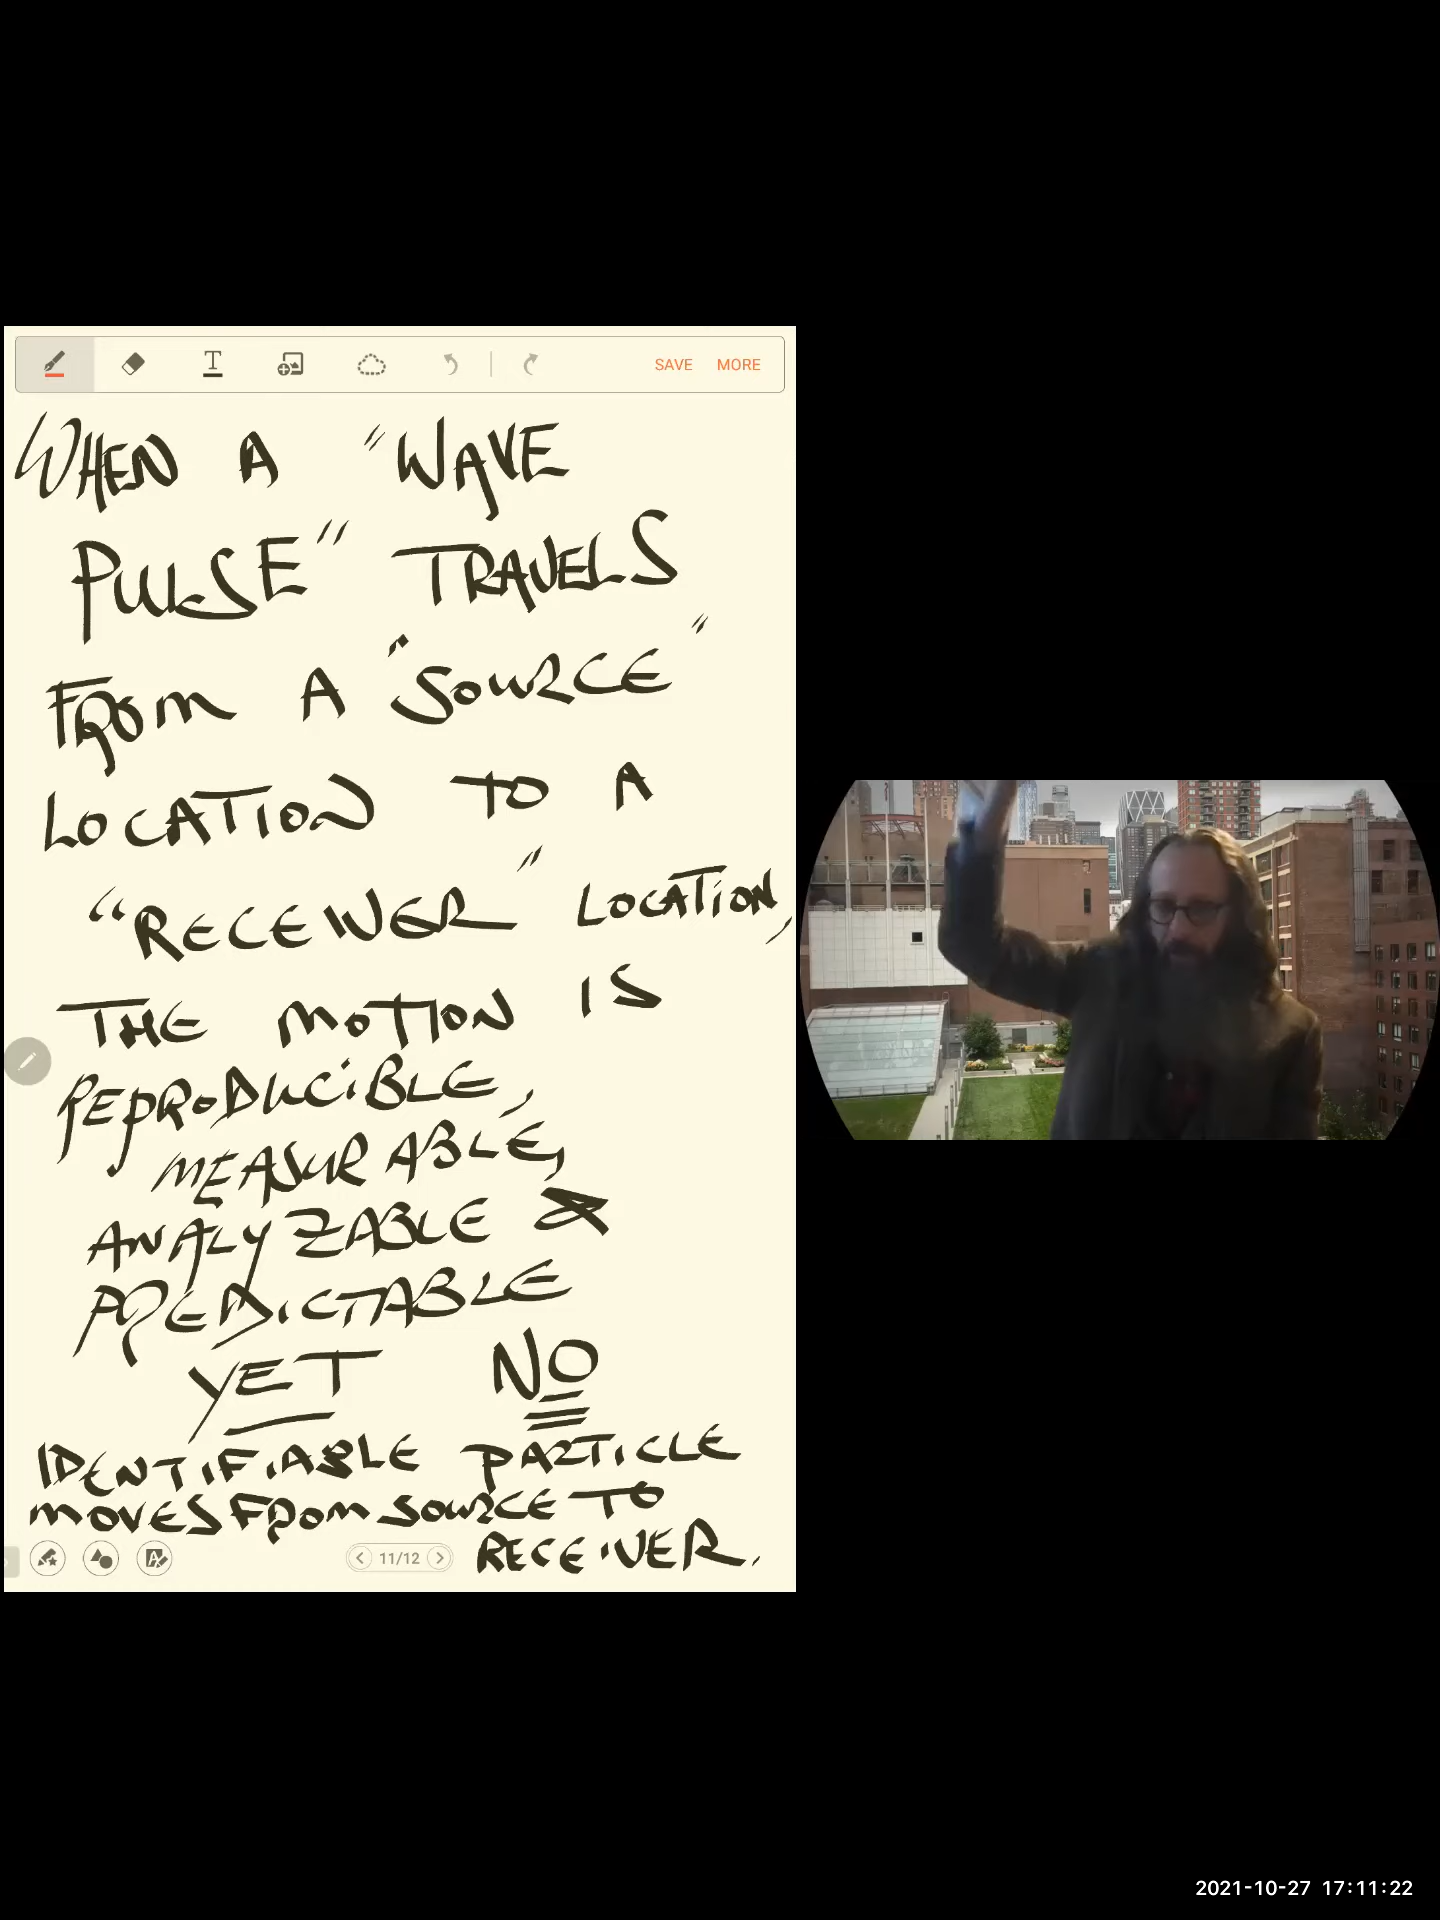 SAVE MORE
WHEN A "WAVE
PULSE" TRAVELS
FROM A "SOURCE"
LOCATION TO A
"RECEIVER" LOCATION,
THE MOTION IS
REPRODUCIBLE,
MEASURABLE,
ANALYZABLE &
PREDICTABLE
YET NO
IDENTIFIABLE PARTICLE
MOVES FROM SOURCE TO
RECEIVER.
11/12
2021-10-27 17:11:22